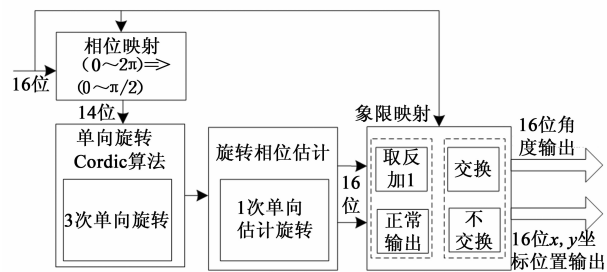 相位映射
(0～2π)=>
(0～π/2)
16位
14位
单向旋转
Cordic算法
3次单向旋转
旋转相位估计
1次单向
估计旋转
16
位
象限映射
取反
加1
正常
输出
交换
不
交换
16位角
度输出
16位x,y坐
标位置输出